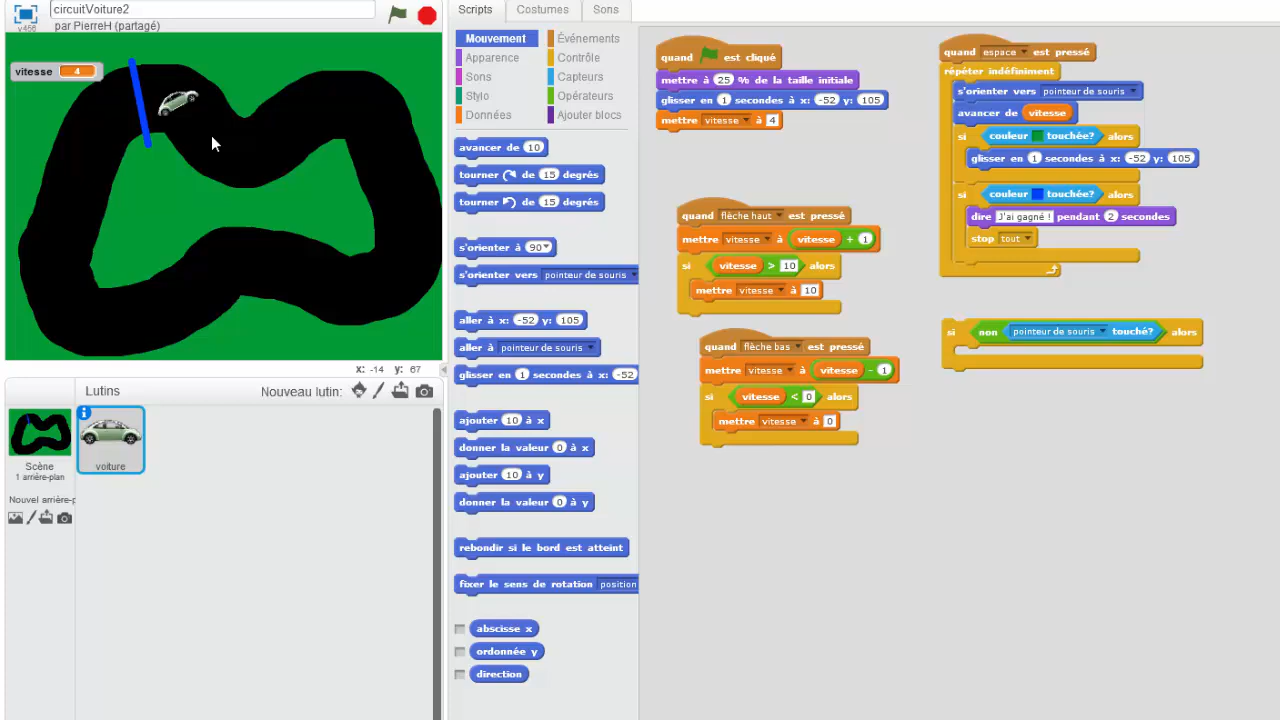 circuitVoiture2
v456
par PierreH (partagé)
vitesse 4
x: -14 y: 67
Lutins
Nouveau lutin:
Scène
1 arrière-plan
voiture
Nouvel arrière-p
Scripts
Costumes
Sons
Mouvement
Apparence
Sons
Stylo
Données
Événements
Contrôle
Capteurs
Opérateurs
Ajouter blocs
avancer de 10
tourner de 15 degrés
tourner de 15 degrés
s'orienter à 90
s'orienter vers pointeur de souris
aller à x: -52 y: 105
aller à pointeur de souris
glisser en 1 secondes à x: -52
ajouter 10 à x
donner la valeur 0 à x
ajouter 10 à y
donner la valeur 0 à y
rebondir si le bord est atteint
fixer le sens de rotation position
abscisse x
ordonnée y
direction
quand est cliqué
mettre à 25 % de la taille initiale
glisser en 1 secondes à x: -52 y: 105
mettre vitesse à 4
quand flèche haut est pressé
mettre vitesse à vitesse + 1
si vitesse > 10 alors
mettre vitesse à 10
quand flèche bas est pressé
mettre vitesse à vitesse - 1
si vitesse < 0 alors
mettre vitesse à 0
quand espace est pressé
répéter indéfiniment
s'orienter vers pointeur de souris
avancer de vitesse
si couleur touchée? alors
glisser en 1 secondes à x: -52 y: 105
si couleur touchée? alors
dire J'ai gagné ! pendant 2 secondes
stop tout
si non pointeur de souris touché? alors